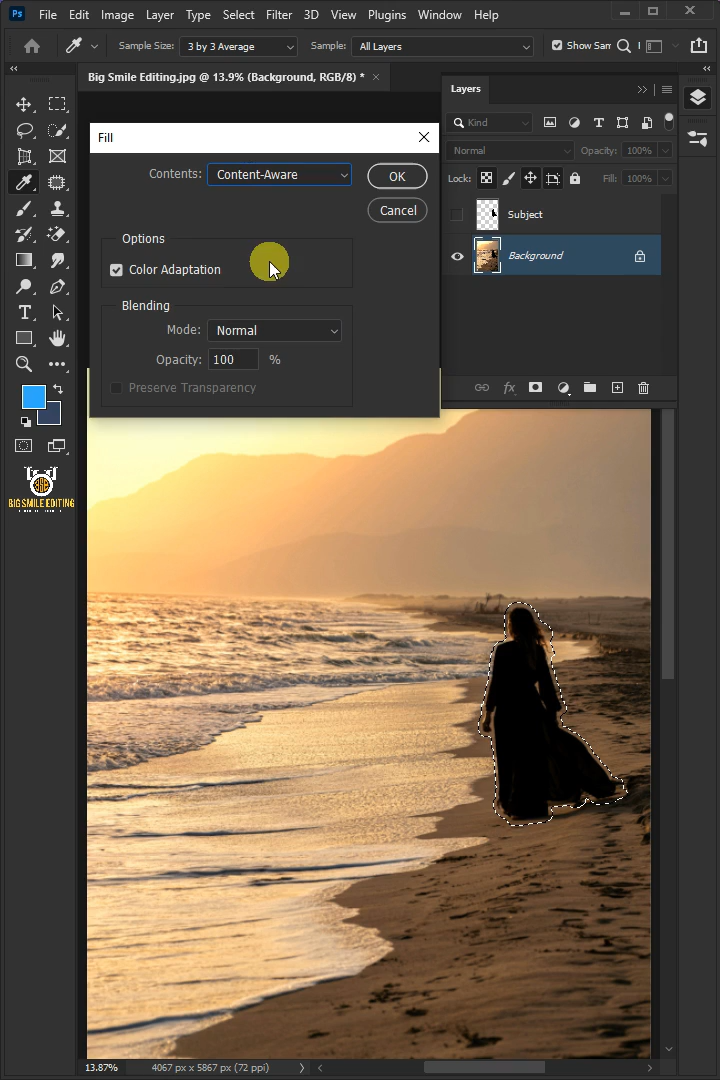 Ps File Edit Image Layer Type Select Filter 3D View Plugins Window Help
Sample Size: 3 by 3 Average Sample: All Layers Show Sam
Big Smile Editing.jpg @ 13.9% (Background, RGB/8) *
Layers
Kind
Normal Opacity: 100%
Lock: Fill: 100%
Subject
Background
fx
Fill
Contents: Content-Aware OK
Cancel
Options
Color Adaptation
Blending
Mode: Normal
Opacity: 100 %
Preserve Transparency
BIG SMILE EDITING
13.87% 4067 px x 5867 px (72 ppi)